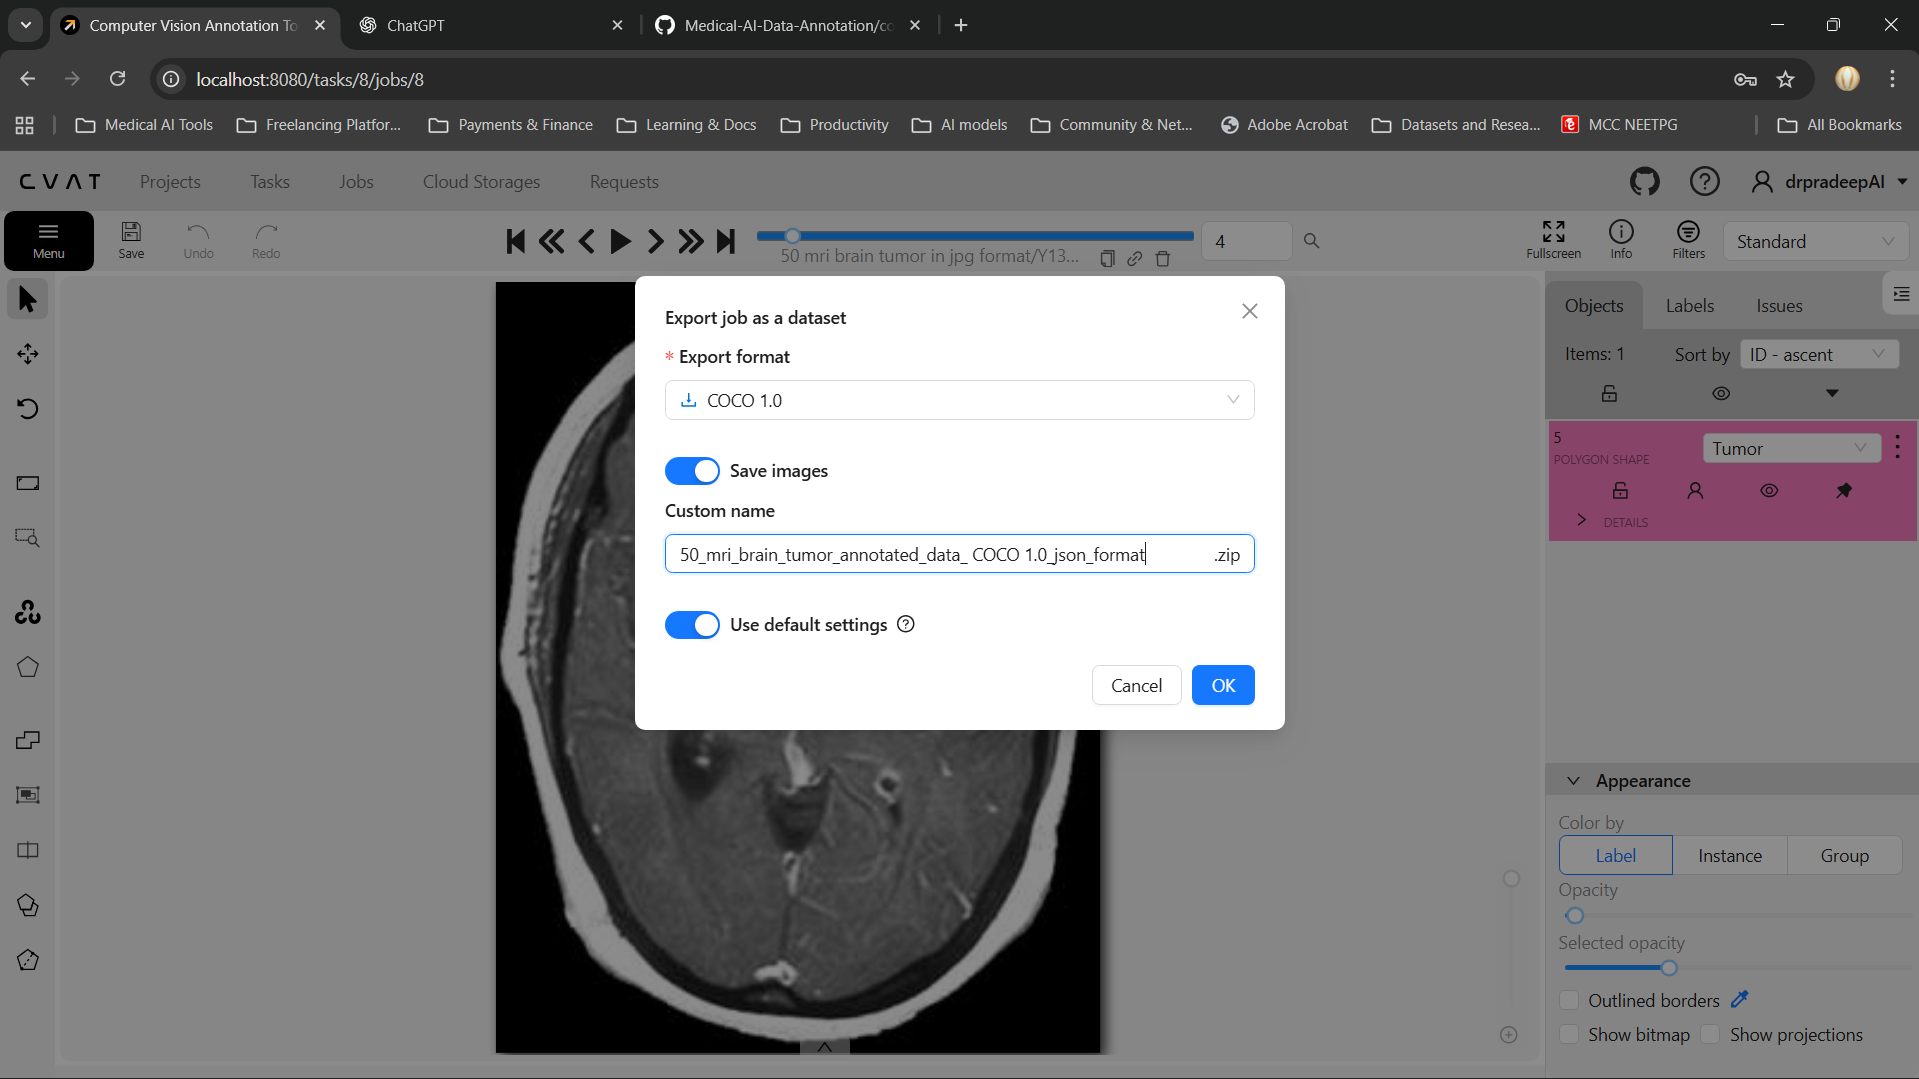 Computer Vision Annotation To
ChatGPT
Medical-AI-Data-Annotation/co
localhost:8080/tasks/8/jobs/8
Medical AI Tools
Freelancing Platfor...
Payments & Finance
Learning & Docs
Productivity
AI models
Community & Net...
Adobe Acrobat
Datasets and Resea...
MCC NEETPG
All Bookmarks
CVAT
Projects
Tasks
Jobs
Cloud Storages
Requests
drpradeepAI
Menu
Save
Undo
Redo
50 mri brain tumor in jpg format/Y13...
4
Fullscreen
Info
Filters
Standard
Export job as a dataset
* Export format
COCO 1.0
Save images
Custom name
50_mri_brain_tumor_annotated_data_ COCO 1.0_json_format
.zip
Use default settings
Cancel
OK
Objects
Labels
Issues
Items: 1
Sort by
ID - ascent
5
POLYGON SHAPE
Tumor
DETAILS
Appearance
Color by
Label
Instance
Group
Opacity
Selected opacity
Outlined borders
Show bitmap
Show projections